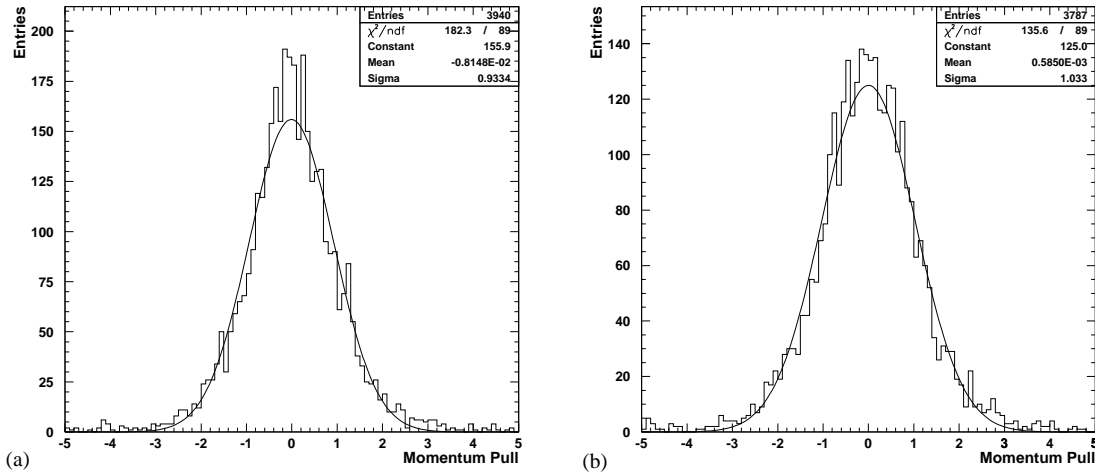 Entries
Entries 3940
χ²/ndf 182.3 / 89
Constant 155.9
Mean -0.8148E-02
Sigma 0.9334
200
175
150
125
100
75
50
25
0
-5 -4 -3 -2 -1 0 1 2 3 4 5
Momentum Pull
(a)
Entries
Entries 3787
χ²/ndf 135.6 / 89
Constant 125.0
Mean 0.5850E-03
Sigma 1.033
140
120
100
80
60
40
20
0
-5 -4 -3 -2 -1 0 1 2 3 4 5
Momentum Pull
(b)